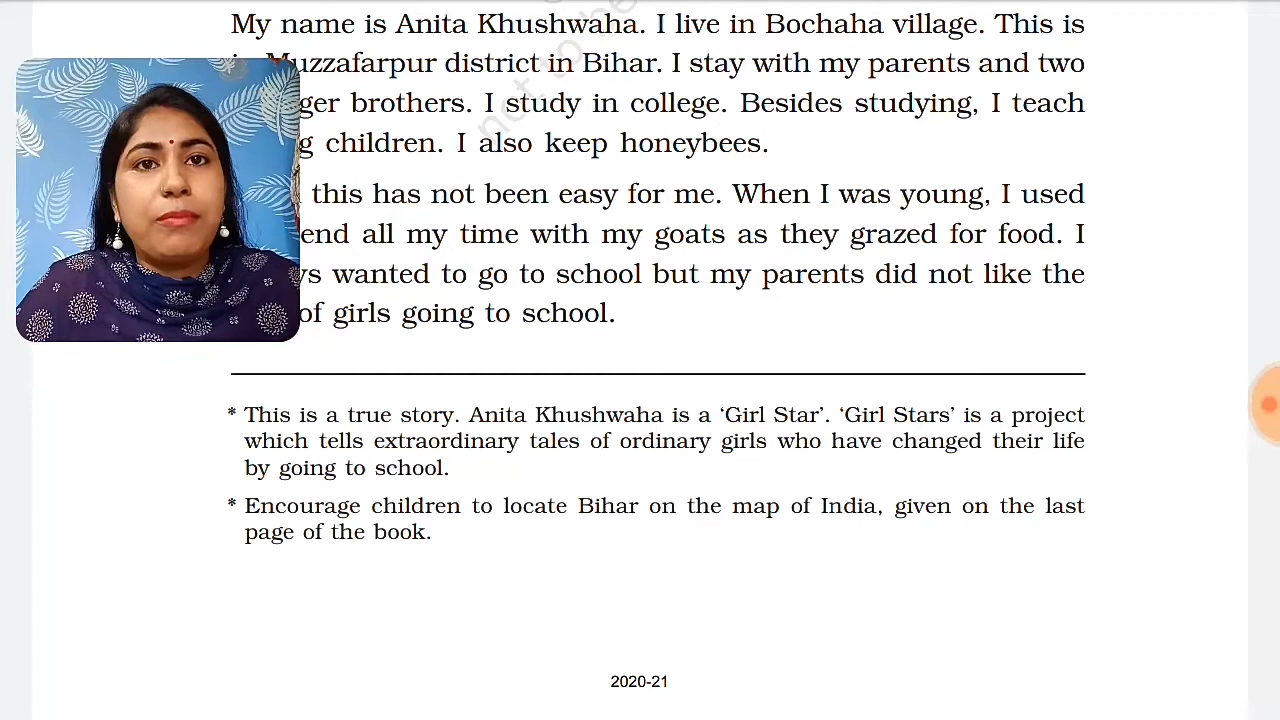 My name is Anita Khushwaha. I live in Bochaha village. This is
Muzzafarpur district in Bihar. I stay with my parents and two
ger brothers. I study in college. Besides studying, I teach
g children. I also keep honeybees.
this has not been easy for me. When I was young, I used
end all my time with my goats as they grazed for food. I
ys wanted to go to school but my parents did not like the
of girls going to school.
* This is a true story. Anita Khushwaha is a ‘Girl Star’. ‘Girl Stars’ is a project
which tells extraordinary tales of ordinary girls who have changed their life
by going to school.
* Encourage children to locate Bihar on the map of India, given on the last
page of the book.
2020-21
not to be